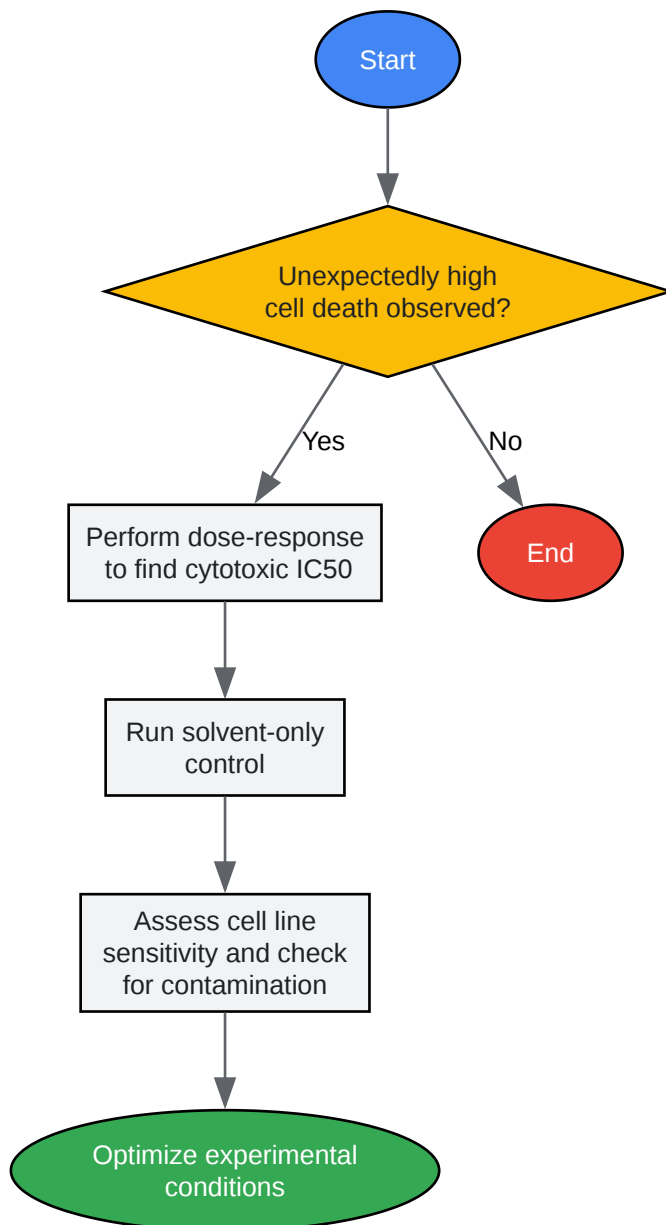 Start
Unexpectedly high
cell death observed?
Yes
No
Perform dose-response
to find cytotoxic IC50
End
Run solvent-only
control
Assess cell line
sensitivity and check
for contamination
Optimize experimental
conditions